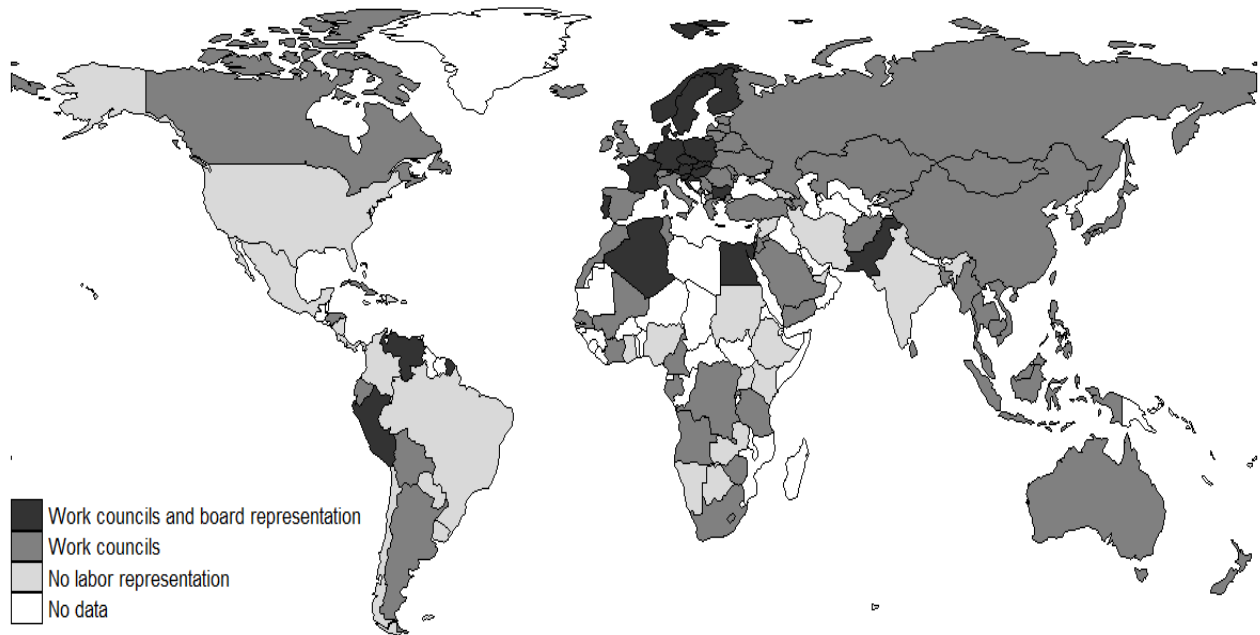 Work councils and board representation
Work councils
No labor representation
No data